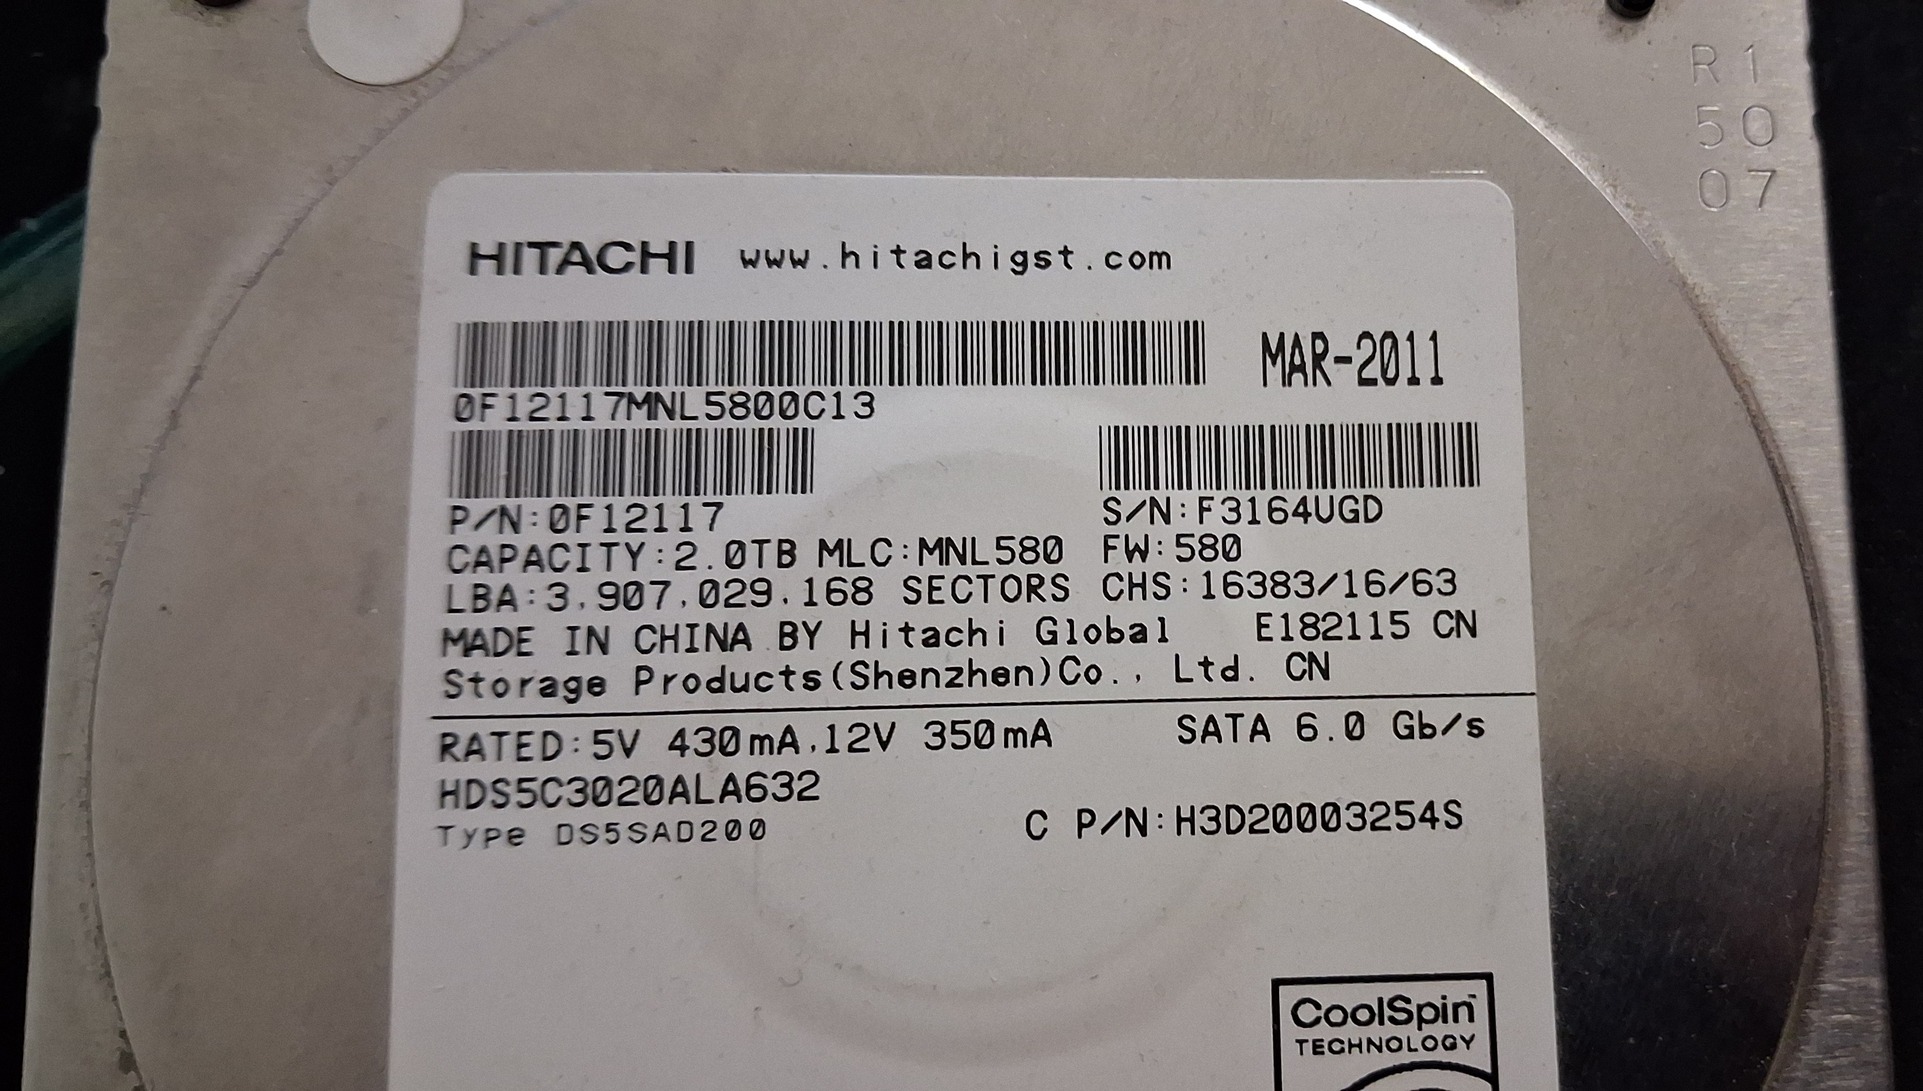 R1
50
07
HITACHI www.hitachigst.com
MAR-2011
0F12117MNL5800C13
P/N:0F12117 S/N:F3164UGD
CAPACITY:2.0TB MLC:MNL580 FW:580
LBA:3,907,029,168 SECTORS CHS:16383/16/63
MADE IN CHINA BY Hitachi Global E182115 CN
Storage Products(Shenzhen)Co., Ltd. CN
RATED:5V 430mA,12V 350mA SATA 6.0 Gb/s
HDS5C3020ALA632
Type DS5SAD200 C P/N:H3D20003254S
CoolSpin™
TECHNOLOGY